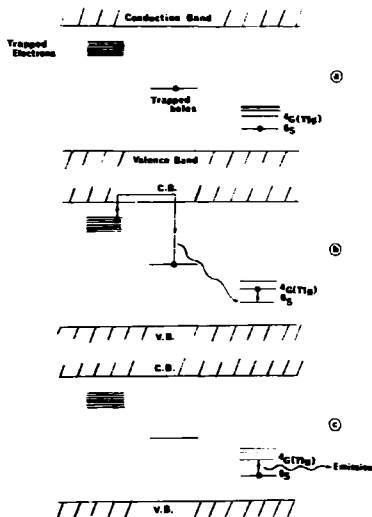 Conduction Band
Trapped
Electrons
a
Trapped
holes
⁴G(T1g)
⁶S
Valence Band
C.B.
b
⁴G(T1g)
⁶S
V.B.
C.B.
c
⁴G(T1g)
⁶S
Emission
V.B.